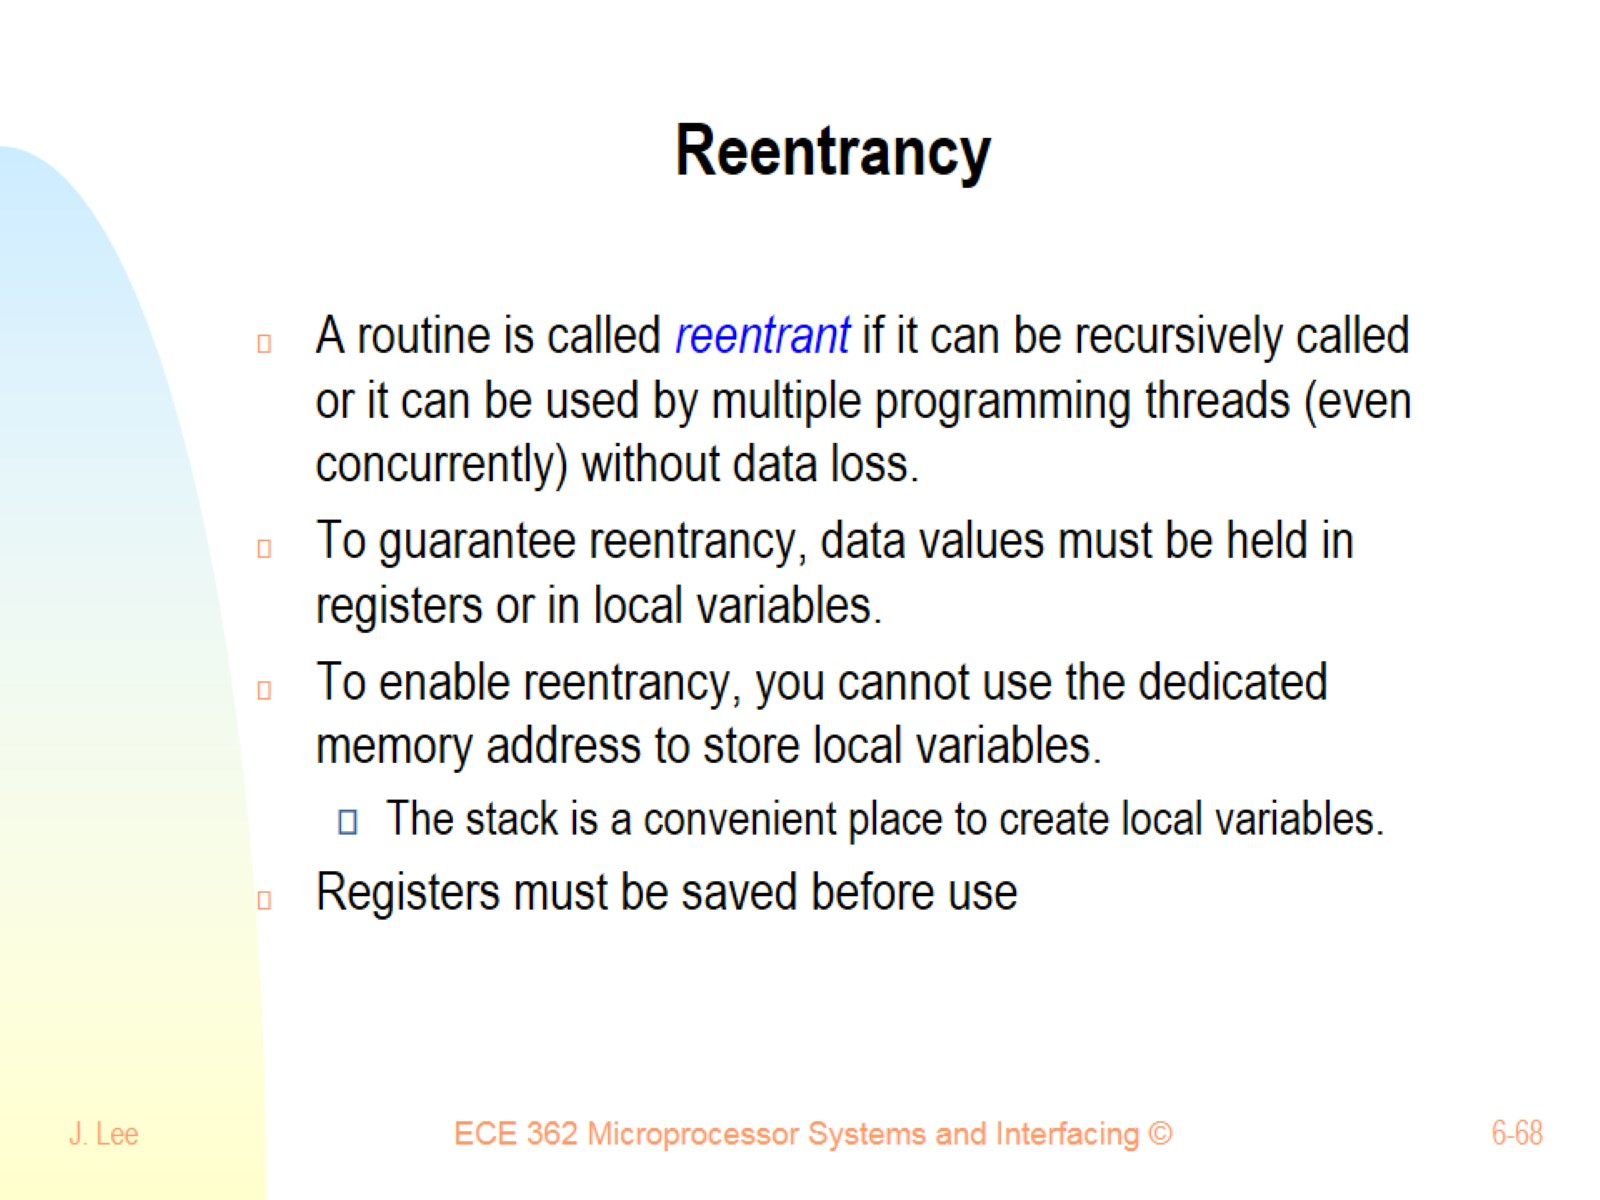 Reentrancy
A routine is called reentrant if it can be recursively called
or it can be used by multiple programming threads (even
concurrently) without data loss.
To guarantee reentrancy, data values must be held in
registers or in local variables.
To enable reentrancy, you cannot use the dedicated
memory address to store local variables.
The stack is a convenient place to create local variables.
Registers must be saved before use
J. Lee
ECE 362 Microprocessor Systems and Interfacing ©
6-68